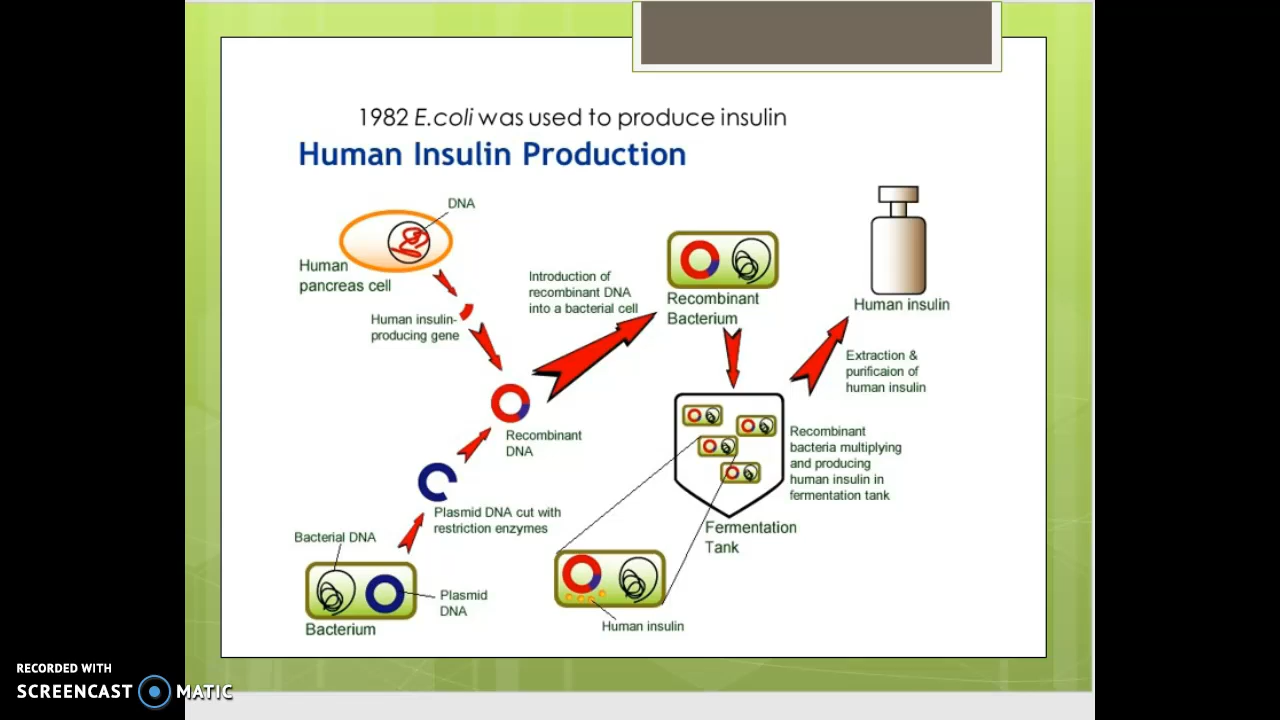 1982 E.coli was used to produce insulin
Human Insulin Production
DNA
Human
pancreas cell
Human insulin-
producing gene
Introduction of
recombinant DNA
into a bacterial cell
Recombinant
Bacterium
Human insulin
Extraction &
purificaion of
human insulin
Recombinant
DNA
Recombinant
bacteria multiplying
and producing
human insulin in
fermentation tank
Plasmid DNA cut with
restriction enzymes
Fermentation
Tank
Bacterial DNA
Plasmid
DNA
Bacterium
Human insulin
RECORDED WITH
SCREENCAST MATIC